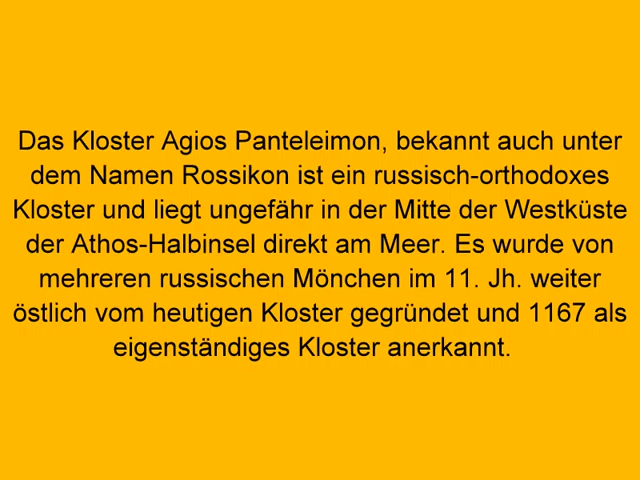 Das Kloster Agios Panteleimon, bekannt auch unter
dem Namen Rossikon ist ein russisch-orthodoxes
Kloster und liegt ungefähr in der Mitte der Westküste
der Athos-Halbinsel direkt am Meer. Es wurde von
mehreren russischen Mönchen im 11. Jh. weiter
östlich vom heutigen Kloster gegründet und 1167 als
eigenständiges Kloster anerkannt.